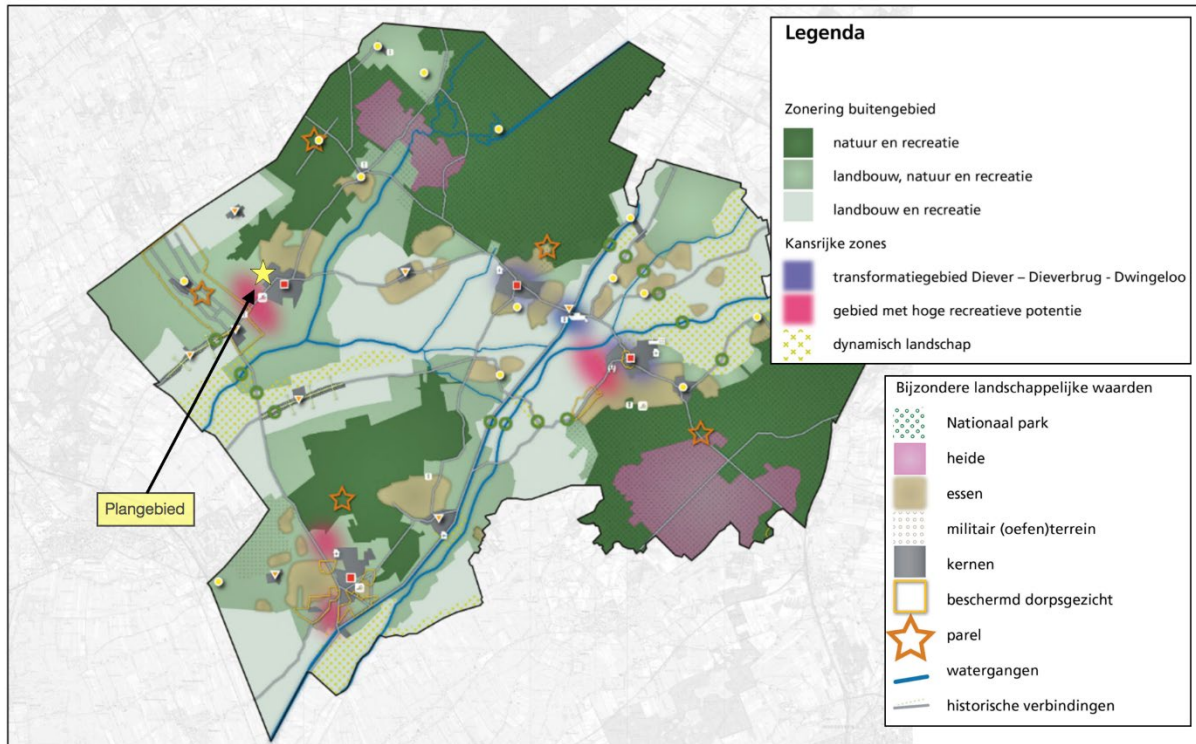 Legenda
Zonering buitengebied
natuur en recreatie
landbouw, natuur en recreatie
landbouw en recreatie
Kansrijke zones
transformatiegebied Diever – Dieverbrug - Dwingeloo
gebied met hoge recreatieve potentie
dynamisch landschap
Bijzondere landschappelijke waarden
Nationaal park
heide
essen
militair (oefen)terrein
kernen
beschermd dorpsgezicht
parel
watergangen
historische verbindingen
Plangebied